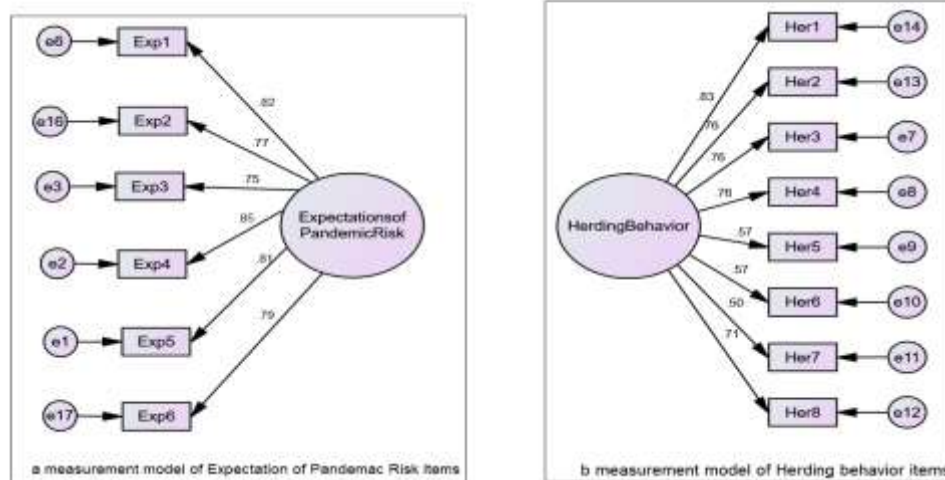 e6 Exp1
.82
e16 Exp2
.77
e3 Exp3
.75
Expectationsof
PandemicRisk
e2 Exp4
.85
.81
e1 Exp5
.79
e17 Exp6
a measurement model of Expectation of Pandemac Risk Items
Her1 e14
.83
Her2 e13
.76
Her3 e7
.76
Her4 e8
.76
HerdingBehavior
.57
Her5 e9
.57
Her6 e10
.50
.71
Her7 e11
Her8 e12
b measurement model of Herding behavior items